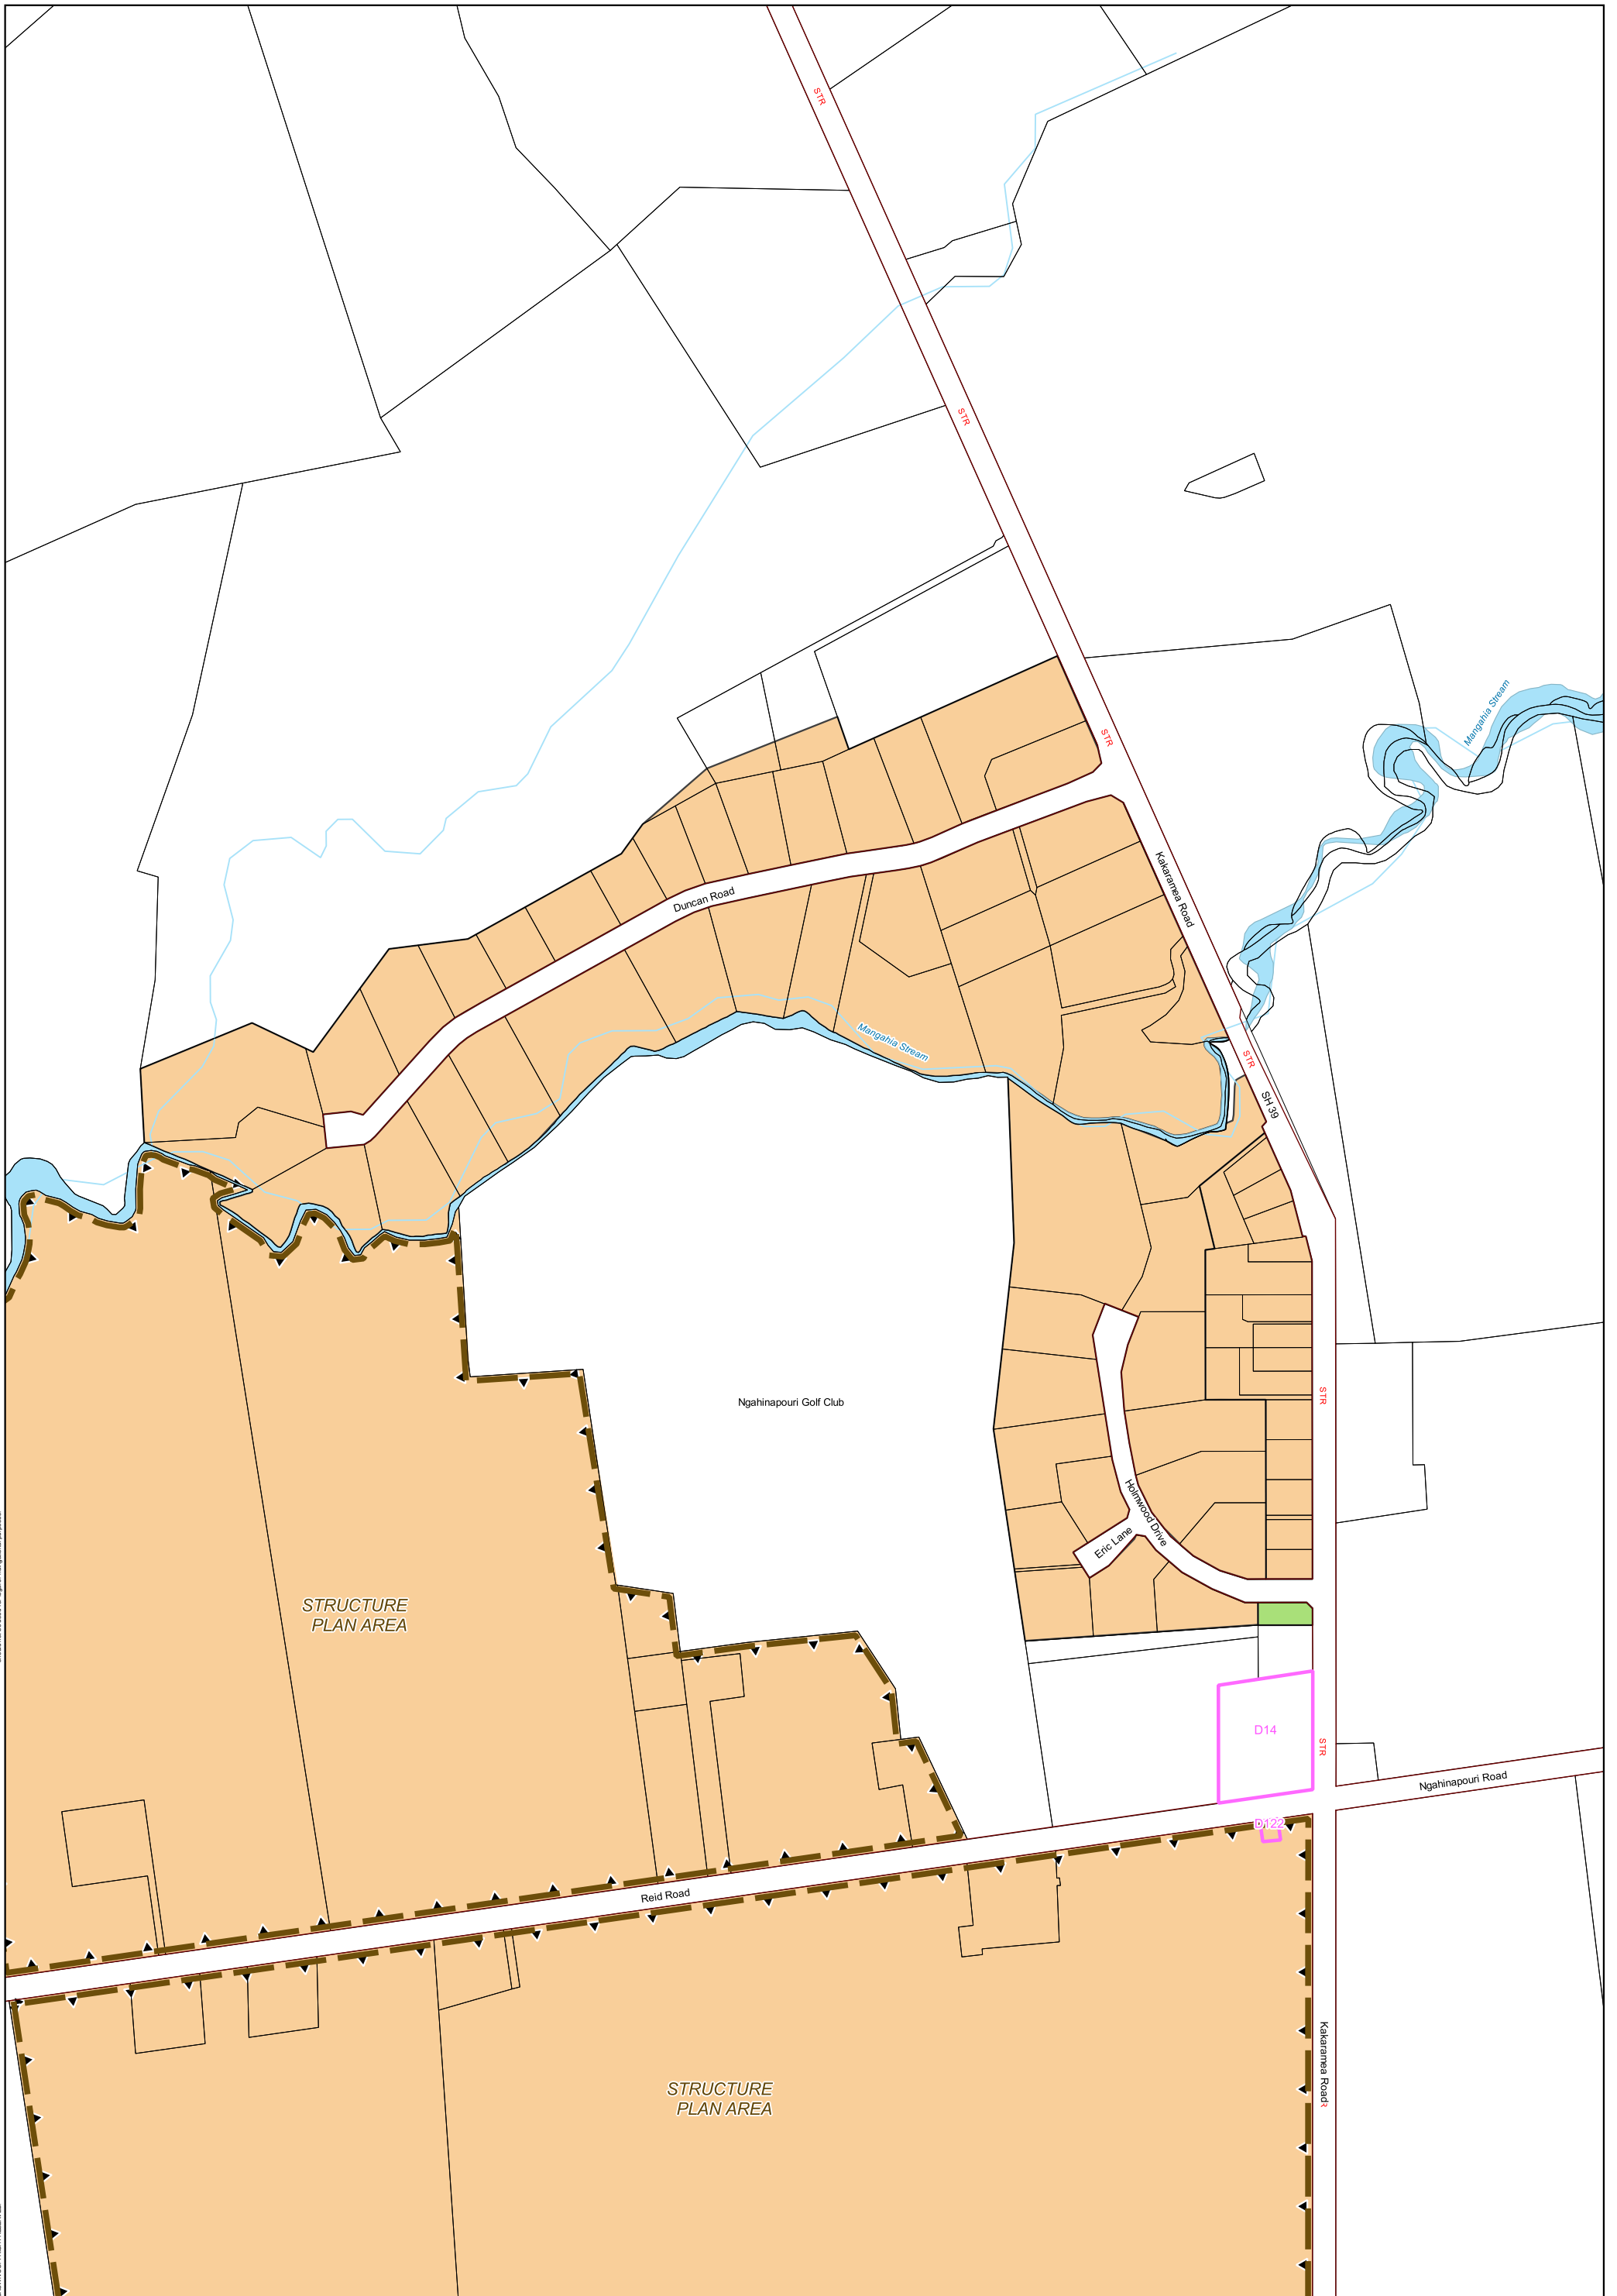 STR
STR
Mangahia Stream
STR
Kakaramea Road
Duncan Road
Mangahia Stream
STR
SH 39
STR
Ngahinapouri Golf Club
Holmwood Drive
Eric Lane
STRUCTURE
PLAN AREA
D14
STR
Ngahinapouri Road
D122
Reid Road
Kakaramea Road
STRUCTURE
PLAN AREA